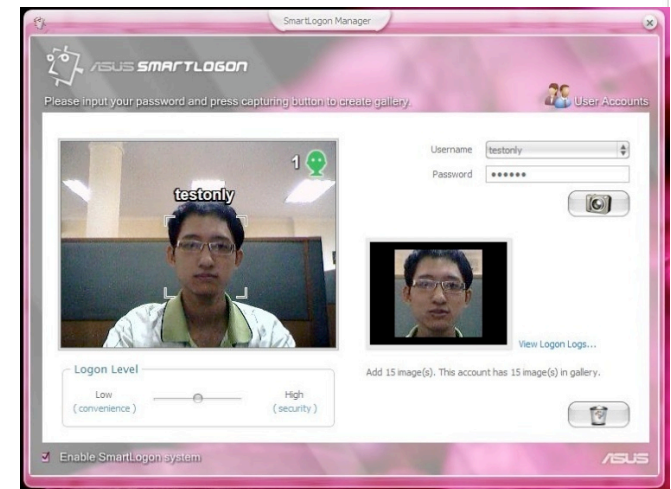 SmartLogon Manager
ASUS SMARTLOGON
Please input your password and press capturing button to create gallery.
User Accounts
1
testonly
Username testonly
Password ••••••
View Logon Logs...
Add 15 image(s). This account has 15 image(s) in gallery.
Logon Level
Low High
(convenience) (security)
Enable SmartLogon system
ASUS